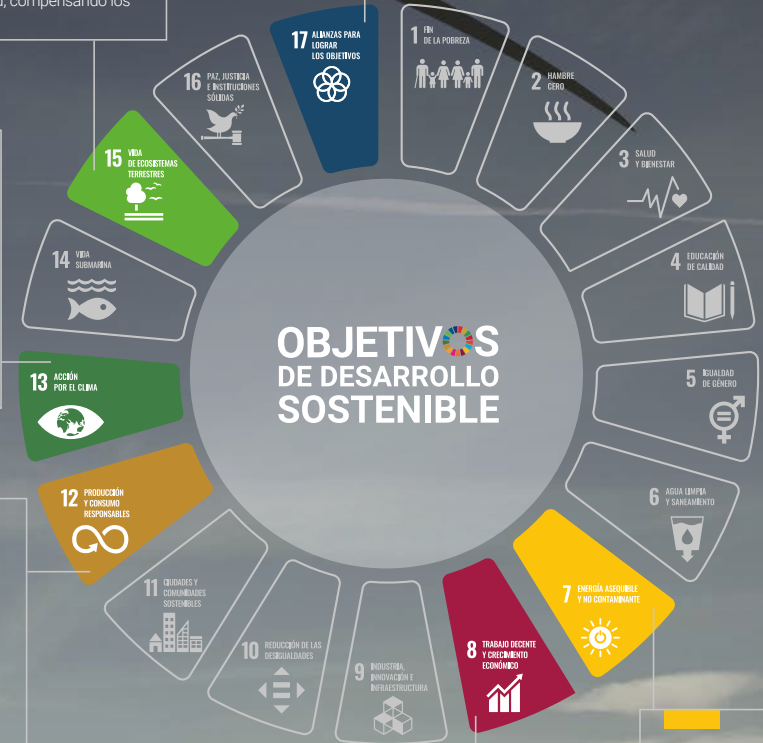 compensando los
17 ALIANZAS PARA
LOGRAR
LOS OBJETIVOS
1 FIN
DE LA POBREZA
2 HAMBRE
CERO
3 SALUD
Y BIENESTAR
4 EDUCACIÓN
DE CALIDAD
5 IGUALDAD
DE GÉNERO
6 AGUA LIMPIA
Y SANEAMIENTO
7 ENERGÍA ASEQUIBLE
Y NO CONTAMINANTE
8 TRABAJO DECENTE
Y CRECIMIENTO
ECONÓMICO
9 INDUSTRIA,
INNOVACIÓN E
INFRAESTRUCTURA
10 REDUCCIÓN DE LAS
DESIGUALDADES
11 CIUDADES Y
COMUNIDADES
SOSTENIBLES
12 PRODUCCIÓN
Y CONSUMO
RESPONSABLES
13 ACCIÓN
POR EL CLIMA
14 VIDA
SUBMARINA
15 VIDA
DE ECOSISTEMAS
TERRESTRES
16 PAZ, JUSTICIA
E INSTITUCIONES
SÓLIDAS
OBJETIVOS
DE DESARROLLO
SOSTENIBLE